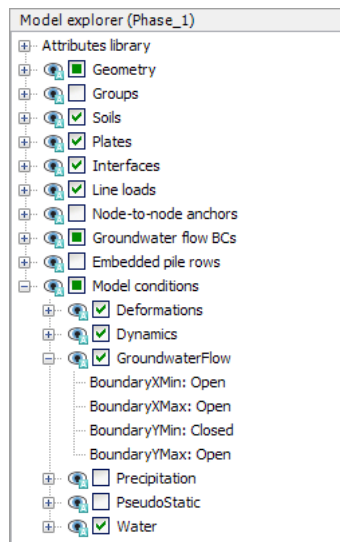 Model explorer (Phase_1)
Attributes library
Geometry
Groups
Soils
Plates
Interfaces
Line loads
Node-to-node anchors
Groundwater flow BCs
Embedded pile rows
Model conditions
Deformations
Dynamics
GroundwaterFlow
BoundaryXMin: Open
BoundaryXMax: Open
BoundaryYMin: Closed
BoundaryYMax: Open
Precipitation
PseudoStatic
Water